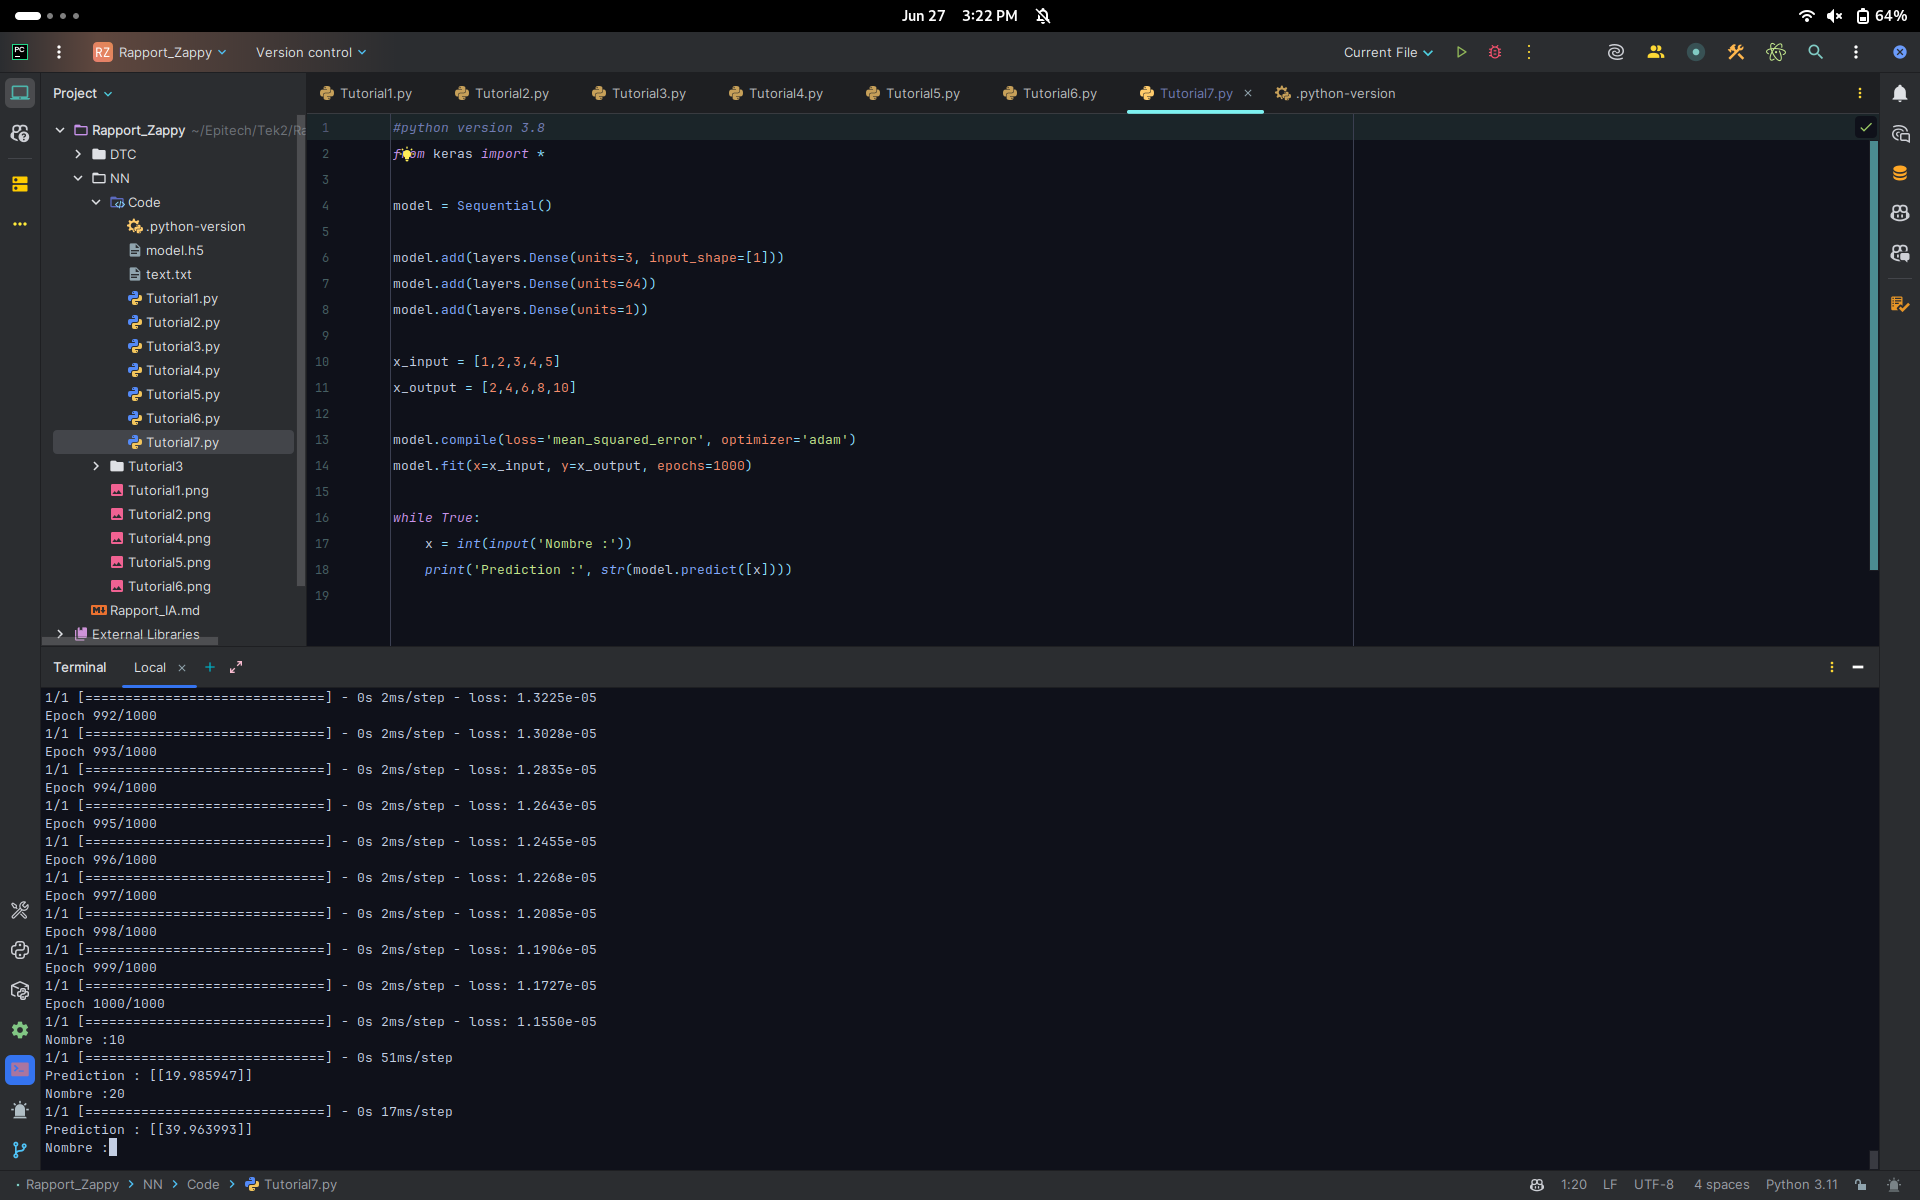 Jun 27 3:22 PM
64%
PC
RZ Rapport_Zappy
Version control
Current File
Project
Tutorial1.py
Tutorial2.py
Tutorial3.py
Tutorial4.py
Tutorial5.py
Tutorial6.py
Tutorial7.py
.python-version
Rapport_Zappy ~/Epitech/Tek2/Ra
DTC
NN
Code
.python-version
model.h5
text.txt
Tutorial1.py
Tutorial2.py
Tutorial3.py
Tutorial4.py
Tutorial5.py
Tutorial6.py
Tutorial7.py
Tutorial3
Tutorial1.png
Tutorial2.png
Tutorial4.png
Tutorial5.png
Tutorial6.png
Rapport_IA.md
External Libraries
1 #python version 3.8
2 from keras import *
3
4 model = Sequential()
5
6 model.add(layers.Dense(units=3, input_shape=[1]))
7 model.add(layers.Dense(units=64))
8 model.add(layers.Dense(units=1))
9
10 x_input = [1,2,3,4,5]
11 x_output = [2,4,6,8,10]
12
13 model.compile(loss='mean_squared_error', optimizer='adam')
14 model.fit(x=x_input, y=x_output, epochs=1000)
15
16 while True:
17 x = int(input('Nombre :'))
18 print('Prediction :', str(model.predict([x])))
19
Terminal
Local
1/1 [==============================] - 0s 2ms/step - loss: 1.3225e-05
Epoch 992/1000
1/1 [==============================] - 0s 2ms/step - loss: 1.3028e-05
Epoch 993/1000
1/1 [==============================] - 0s 2ms/step - loss: 1.2835e-05
Epoch 994/1000
1/1 [==============================] - 0s 2ms/step - loss: 1.2643e-05
Epoch 995/1000
1/1 [==============================] - 0s 2ms/step - loss: 1.2455e-05
Epoch 996/1000
1/1 [==============================] - 0s 2ms/step - loss: 1.2268e-05
Epoch 997/1000
1/1 [==============================] - 0s 2ms/step - loss: 1.2085e-05
Epoch 998/1000
1/1 [==============================] - 0s 2ms/step - loss: 1.1906e-05
Epoch 999/1000
1/1 [==============================] - 0s 2ms/step - loss: 1.1727e-05
Epoch 1000/1000
1/1 [==============================] - 0s 2ms/step - loss: 1.1550e-05
Nombre :10
1/1 [==============================] - 0s 51ms/step
Prediction : [[19.985947]]
Nombre :20
1/1 [==============================] - 0s 17ms/step
Prediction : [[39.963993]]
Nombre :
Rapport_Zappy > NN > Code > Tutorial7.py
1:20 LF UTF-8 4 spaces Python 3.11